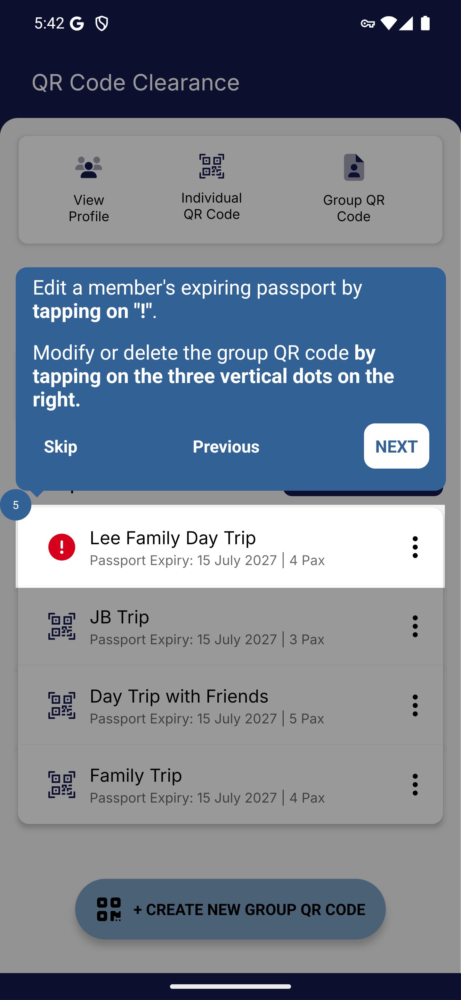 5:42
QR Code Clearance
View
Profile
Individual
QR Code
Group QR
Code
Edit a member's expiring passport by
tapping on "!".
Modify or delete the group QR code by
tapping on the three vertical dots on the
right.
Skip
Previous
NEXT
5
Lee Family Day Trip
Passport Expiry: 15 July 2027 | 4 Pax
JB Trip
Passport Expiry: 15 July 2027 | 3 Pax
Day Trip with Friends
Passport Expiry: 15 July 2027 | 5 Pax
Family Trip
Passport Expiry: 15 July 2027 | 4 Pax
+ CREATE NEW GROUP QR CODE